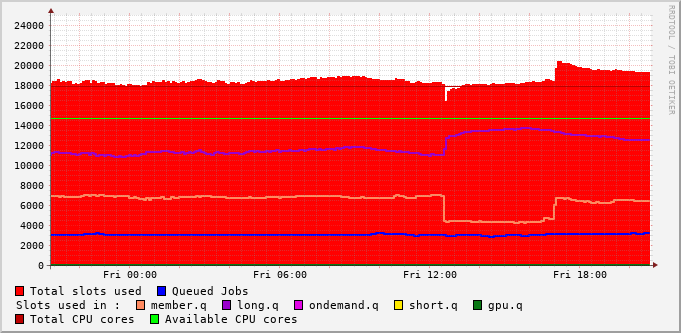 RRDTOOL / TOBI OETIKER
24000
22000
20000
18000
16000
14000
12000
10000
8000
6000
4000
2000
0
Fri 00:00 Fri 06:00 Fri 12:00 Fri 18:00
Total slots used Queued Jobs
Slots used in : member.q long.q ondemand.q short.q gpu.q
Total CPU cores Available CPU cores